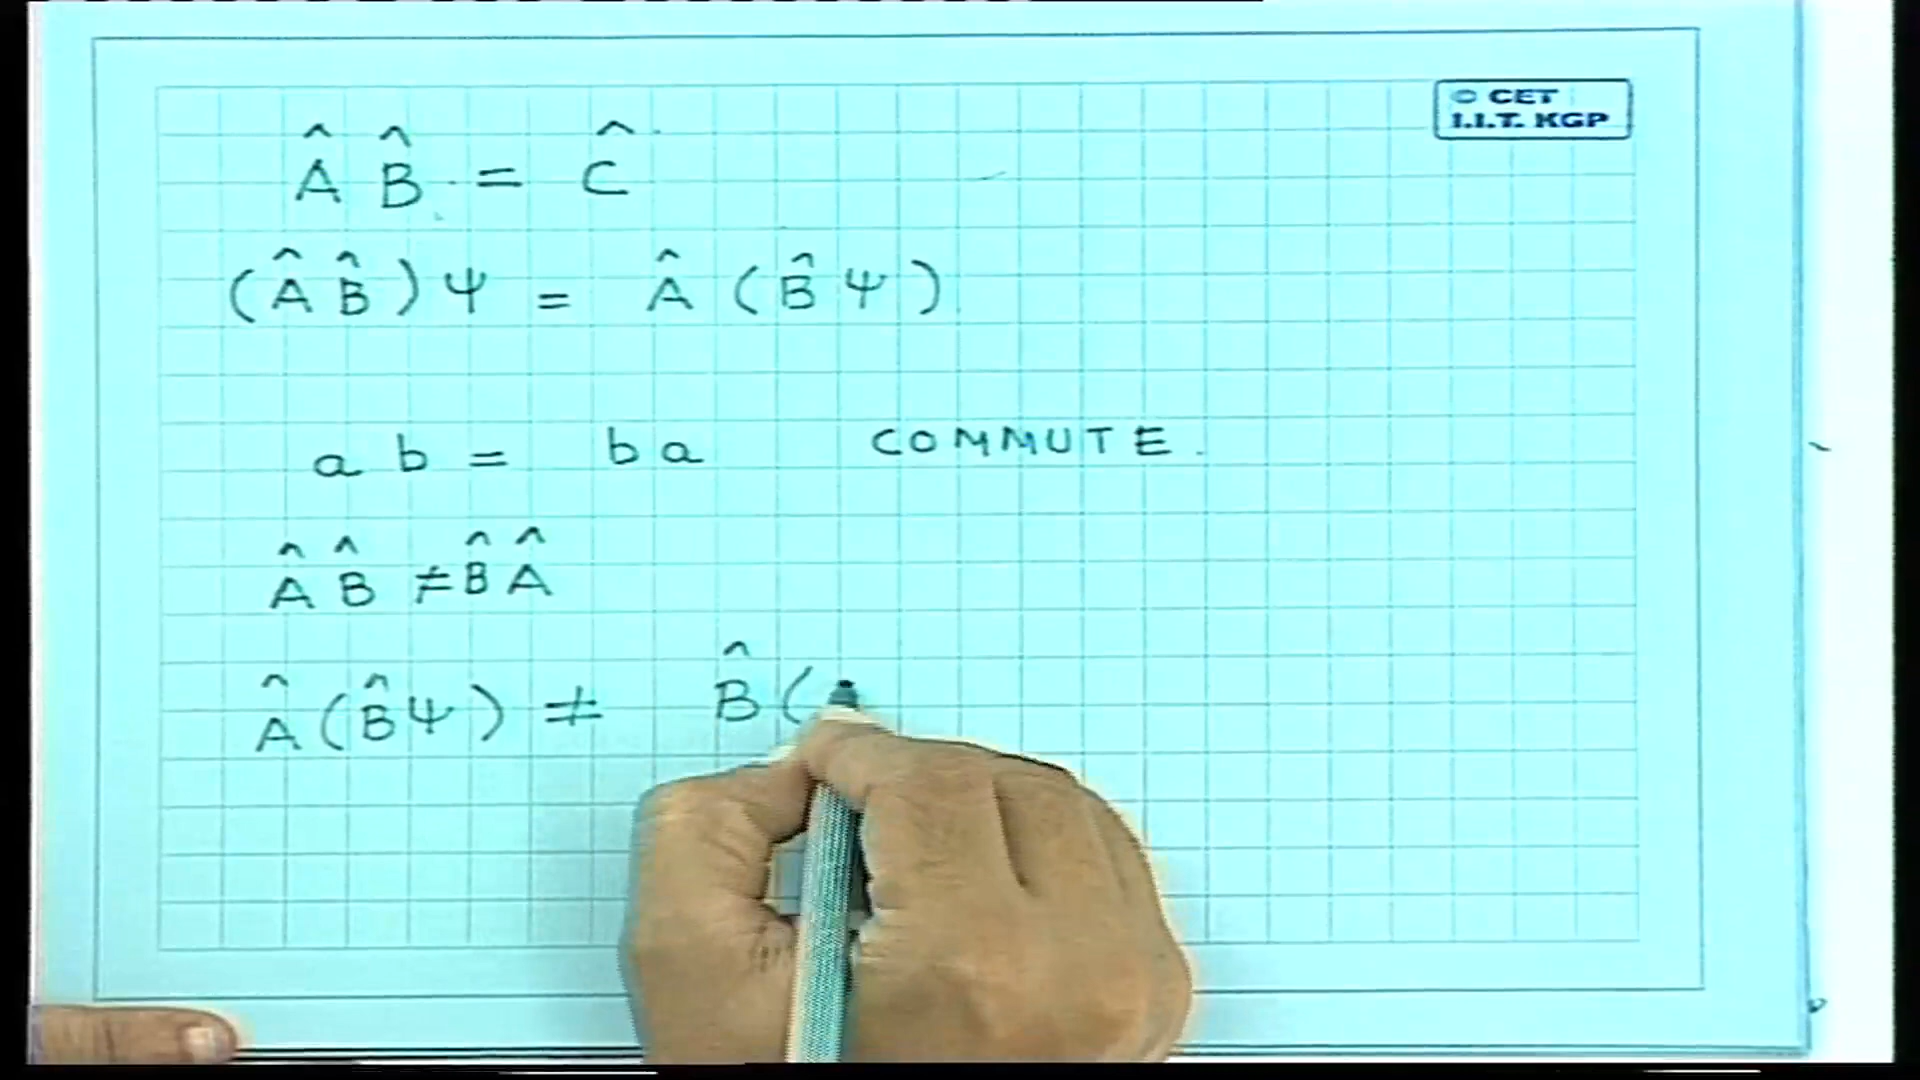 © CET
I.I.T. KGP
Â B̂ = Ĉ
(Â B̂)Ψ = Â (B̂Ψ)
a b = b a COMMUTE.
Â B̂ ≠ B̂ Â
Â(B̂Ψ) ≠ B̂(